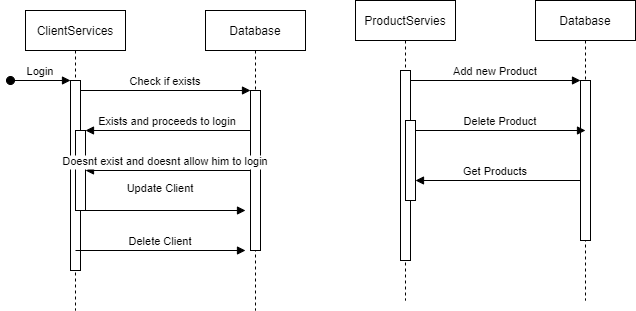 ClientServices
Database
Login
Check if exists
Exists and proceeds to login
Doesnt exist and doesnt allow him to login
Update Client
Delete Client
ProductServies
Database
Add new Product
Delete Product
Get Products